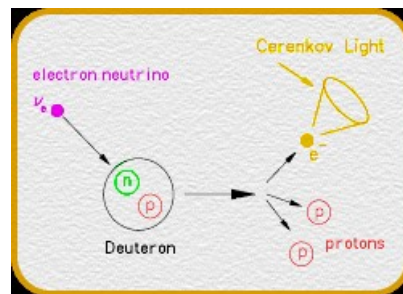 Cerenkov Light
electron neutrino
νe
e-
n
p
p
Deuteron
p
protons